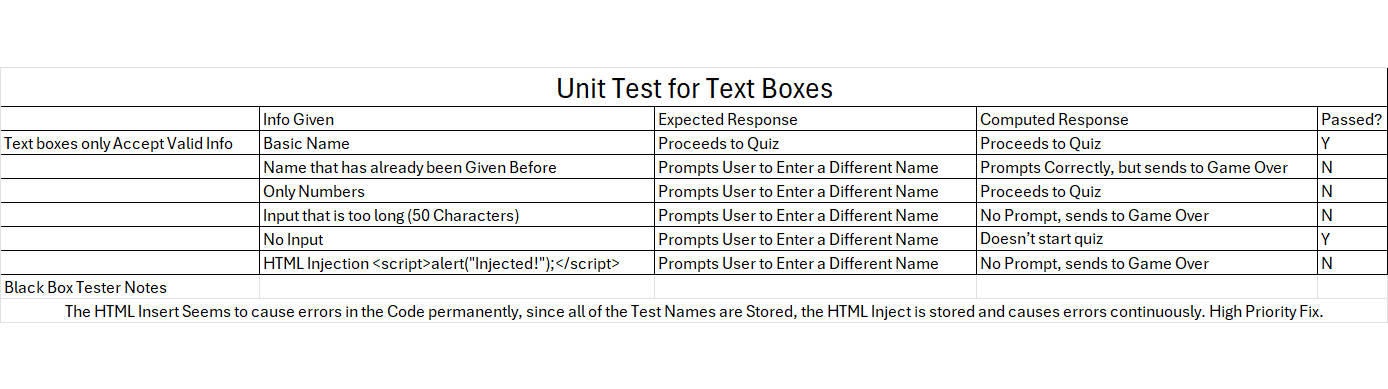 Unit Test for Text Boxes
Info Given Expected Response Computed Response Passed?
Text boxes only Accept Valid Info Basic Name Proceeds to Quiz Proceeds to Quiz Y
Name that has already been Given Before Prompts User to Enter a Different Name Prompts Correctly, but sends to Game Over N
Only Numbers Prompts User to Enter a Different Name Proceeds to Quiz N
Input that is too long (50 Characters) Prompts User to Enter a Different Name No Prompt, sends to Game Over N
No Input Prompts User to Enter a Different Name Doesn’t start quiz Y
HTML Injection <script>alert("Injected!");</script> Prompts User to Enter a Different Name No Prompt, sends to Game Over N
Black Box Tester Notes
The HTML Insert Seems to cause errors in the Code permanently, since all of the Test Names are Stored, the HTML Inject is stored and causes errors continuously. High Priority Fix.